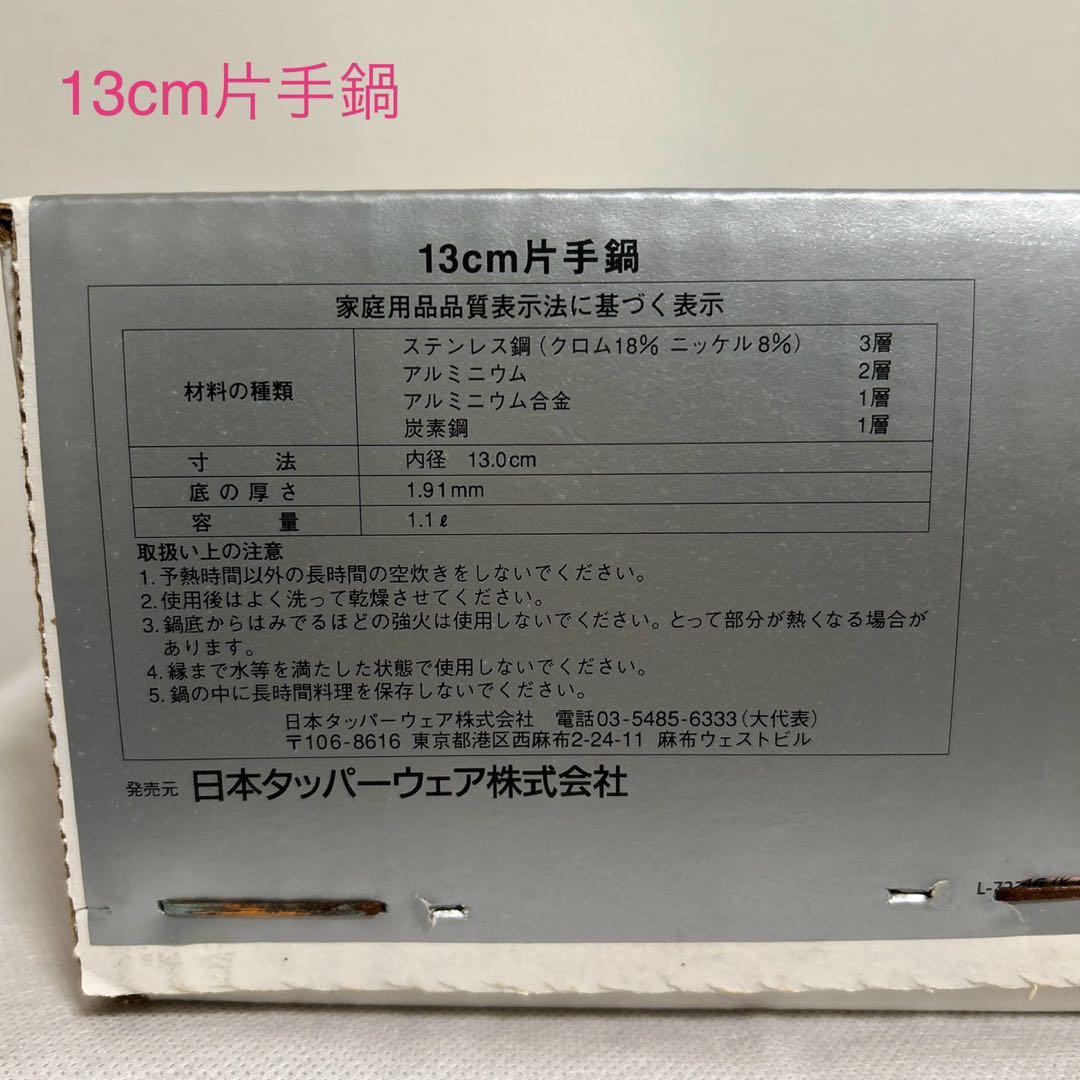 13cm片手鍋
13cm片手鍋
家庭用品品質表示法に基づく表示
材料の種類
ステンレス鋼(クロム18% ニッケル8%) 3層
アルミニウム 2層
アルミニウム合金 1層
炭素鋼 1層
寸法 内径 13.0cm
底の厚さ 1.91mm
容量 1.1ℓ
取扱い上の注意
1.予熱時間以外の長時間の空炊きをしないでください。
2.使用後はよく洗って乾燥させてください。
3.鍋底からはみでるほどの強火は使用しないでください。とって部分が熱くなる場合が
あります。
4.縁まで水等を満たした状態で使用しないでください。
5.鍋の中に長時間料理を保存しないでください。
日本タッパーウェア株式会社 電話03-5485-6333(大代表)
〒106-8616 東京都港区西麻布2-24-11 麻布ウェストビル
発売元 日本タッパーウェア株式会社